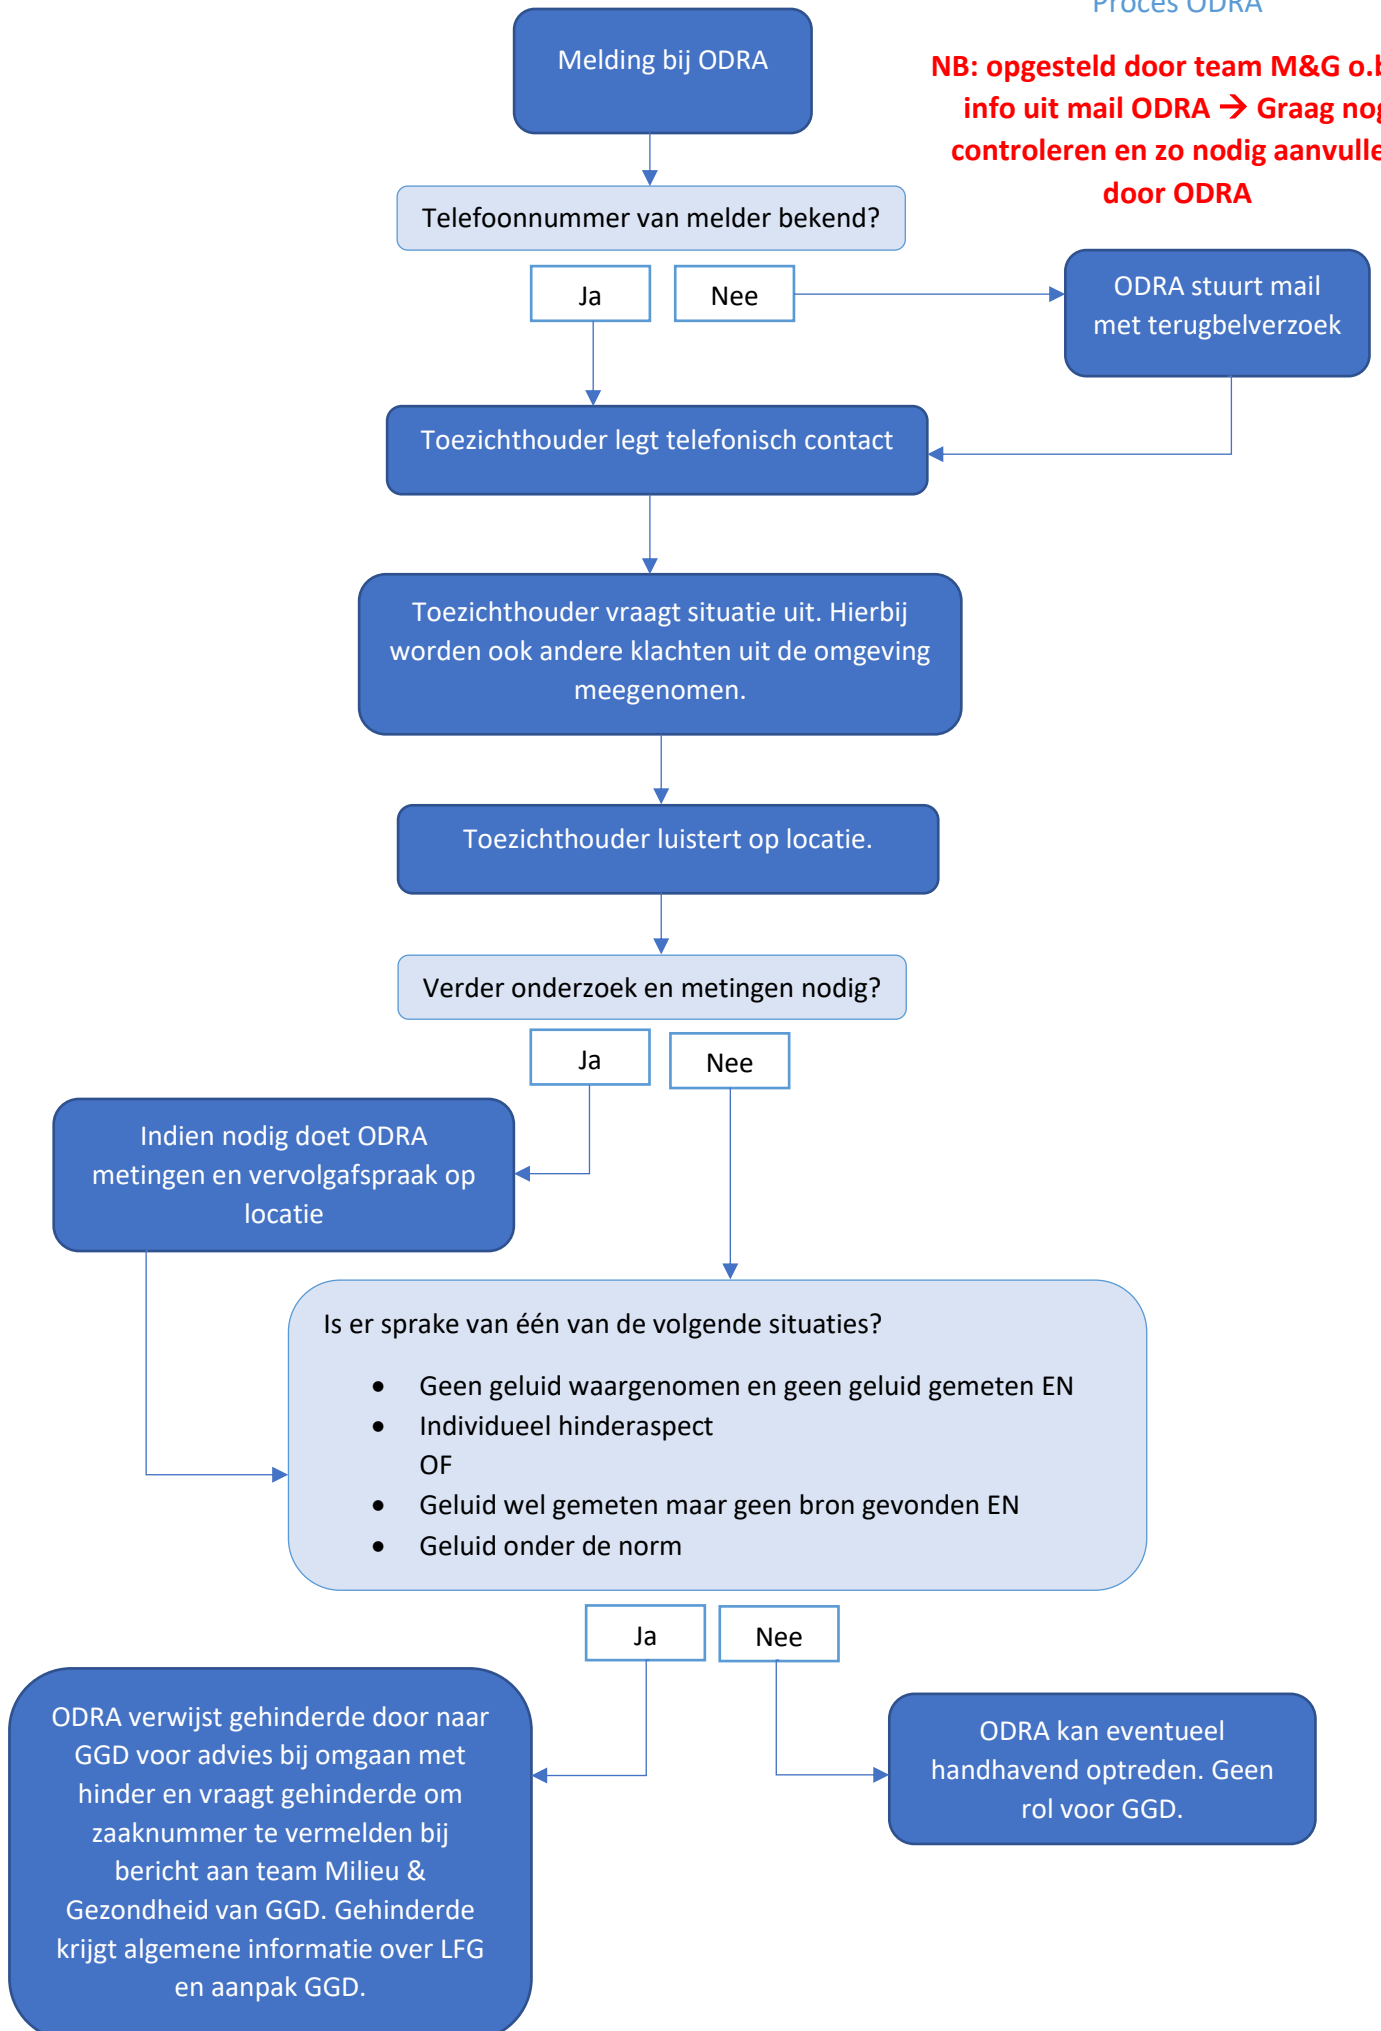 Proces ODRA
NB: opgesteld door team M&G o.b
info uit mail ODRA → Graag nog
controleren en zo nodig aanvulle
door ODRA
Melding bij ODRA
Telefoonnummer van melder bekend?
Ja
Nee
ODRA stuurt mail
met terugbelverzoek
Toezichthouder legt telefonisch contact
Toezichthouder vraagt situatie uit. Hierbij
worden ook andere klachten uit de omgeving
meegenomen.
Toezichthouder luistert op locatie.
Verder onderzoek en metingen nodig?
Ja
Nee
Indien nodig doet ODRA
metingen en vervolgafspraak op
locatie
Is er sprake van één van de volgende situaties?
• Geen geluid waargenomen en geen geluid gemeten EN
• Individueel hinderaspect
OF
• Geluid wel gemeten maar geen bron gevonden EN
• Geluid onder de norm
Ja
Nee
ODRA verwijst gehinderde door naar
GGD voor advies bij omgaan met
hinder en vraagt gehinderde om
zaaknummer te vermelden bij
bericht aan team Milieu &
Gezondheid van GGD. Gehinderde
krijgt algemene informatie over LFG
en aanpak GGD.
ODRA kan eventueel
handhavend optreden. Geen
rol voor GGD.